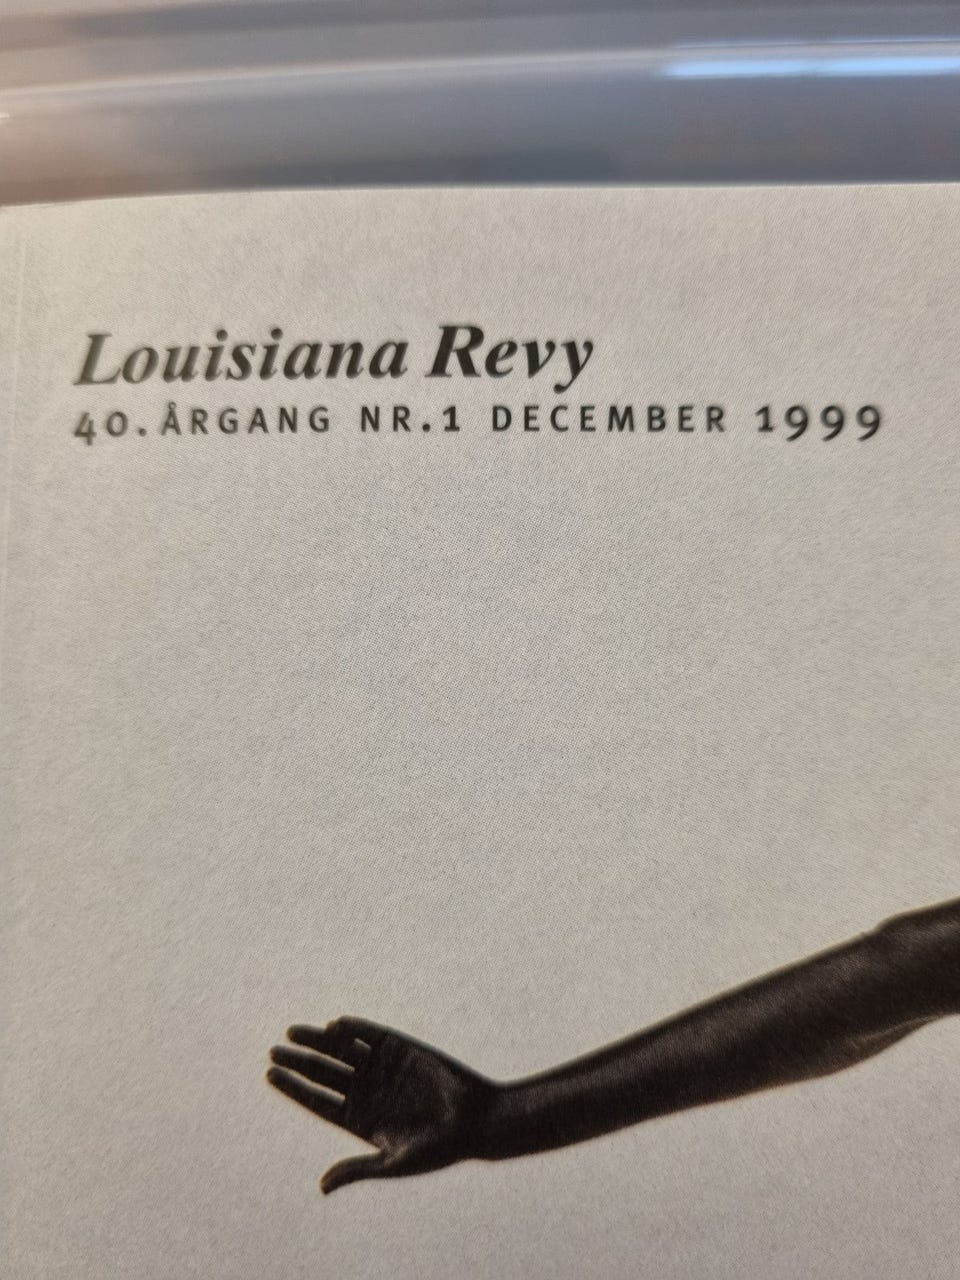 Louisiana Revy
40. ÅRGANG NR.1 DECEMBER 1999